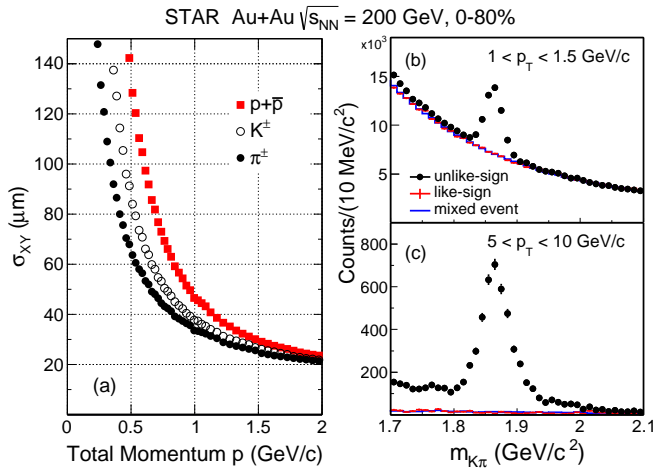 STAR Au+Au √sNN = 200 GeV, 0-80%
140
120
100
80
60
40
20
0
0.5
1
1.5
2
σXY (μm)
Total Momentum p (GeV/c)
p+p̅
K±
π±
(a)
×10³
15
10
5
(b)
1 < pT < 1.5 GeV/c
unlike-sign
like-sign
mixed event
Counts/(10 MeV/c²)
800
600
400
200
0
(c)
5 < pT < 10 GeV/c
1.7
1.8
1.9
2
2.1
mKπ (GeV/c²)